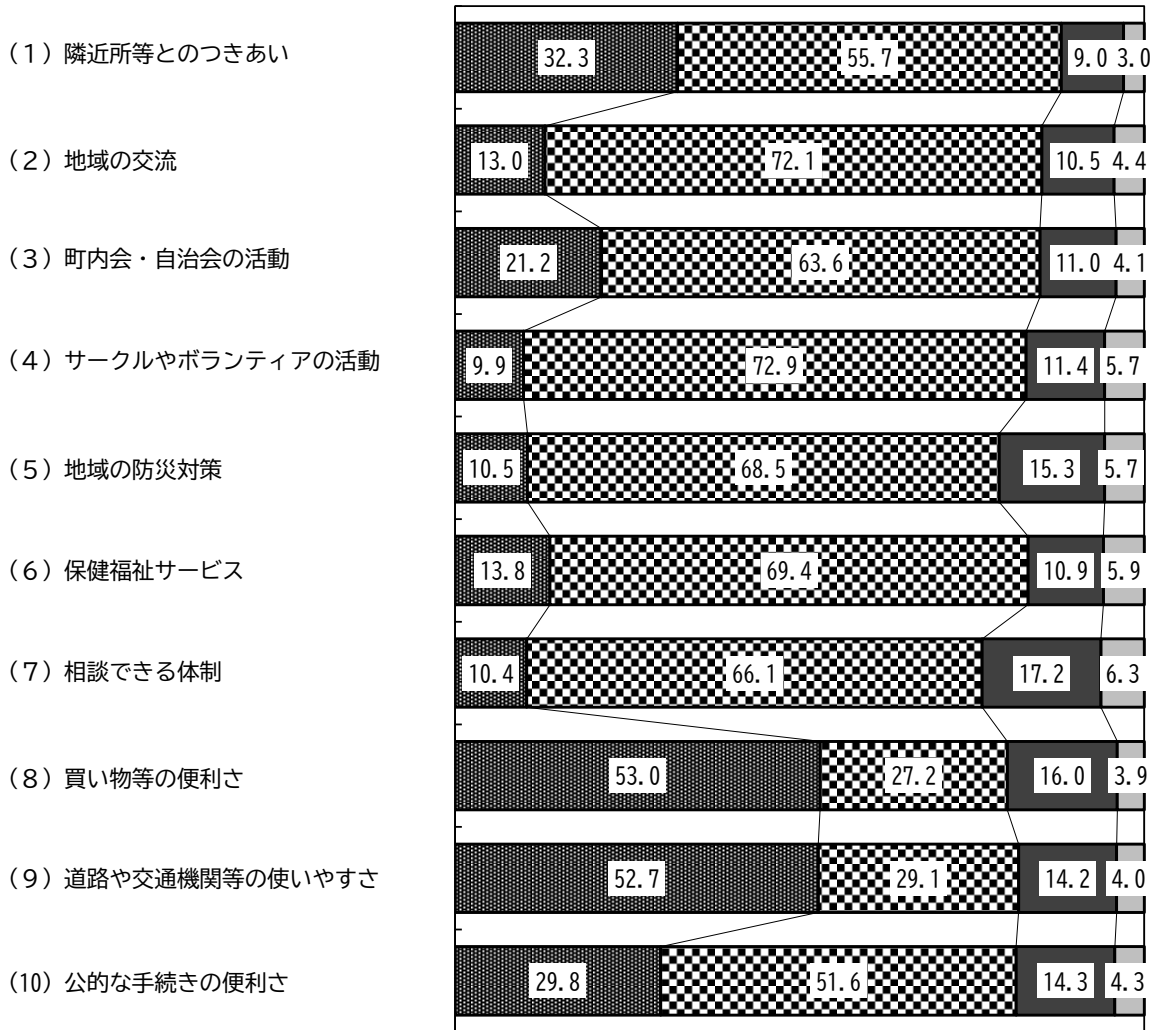 （1）隣近所等とのつきあい 32.3 55.7 9.0 3.0
（2）地域の交流 13.0 72.1 10.5 4.4
（3）町内会・自治会の活動 21.2 63.6 11.0 4.1
（4）サークルやボランティアの活動 9.9 72.9 11.4 5.7
（5）地域の防災対策 10.5 68.5 15.3 5.7
（6）保健福祉サービス 13.8 69.4 10.9 5.9
（7）相談できる体制 10.4 66.1 17.2 6.3
（8）買い物等の便利さ 53.0 27.2 16.0 3.9
（9）道路や交通機関等の使いやすさ 52.7 29.1 14.2 4.0
（10）公的な手続きの便利さ 29.8 51.6 14.3 4.3